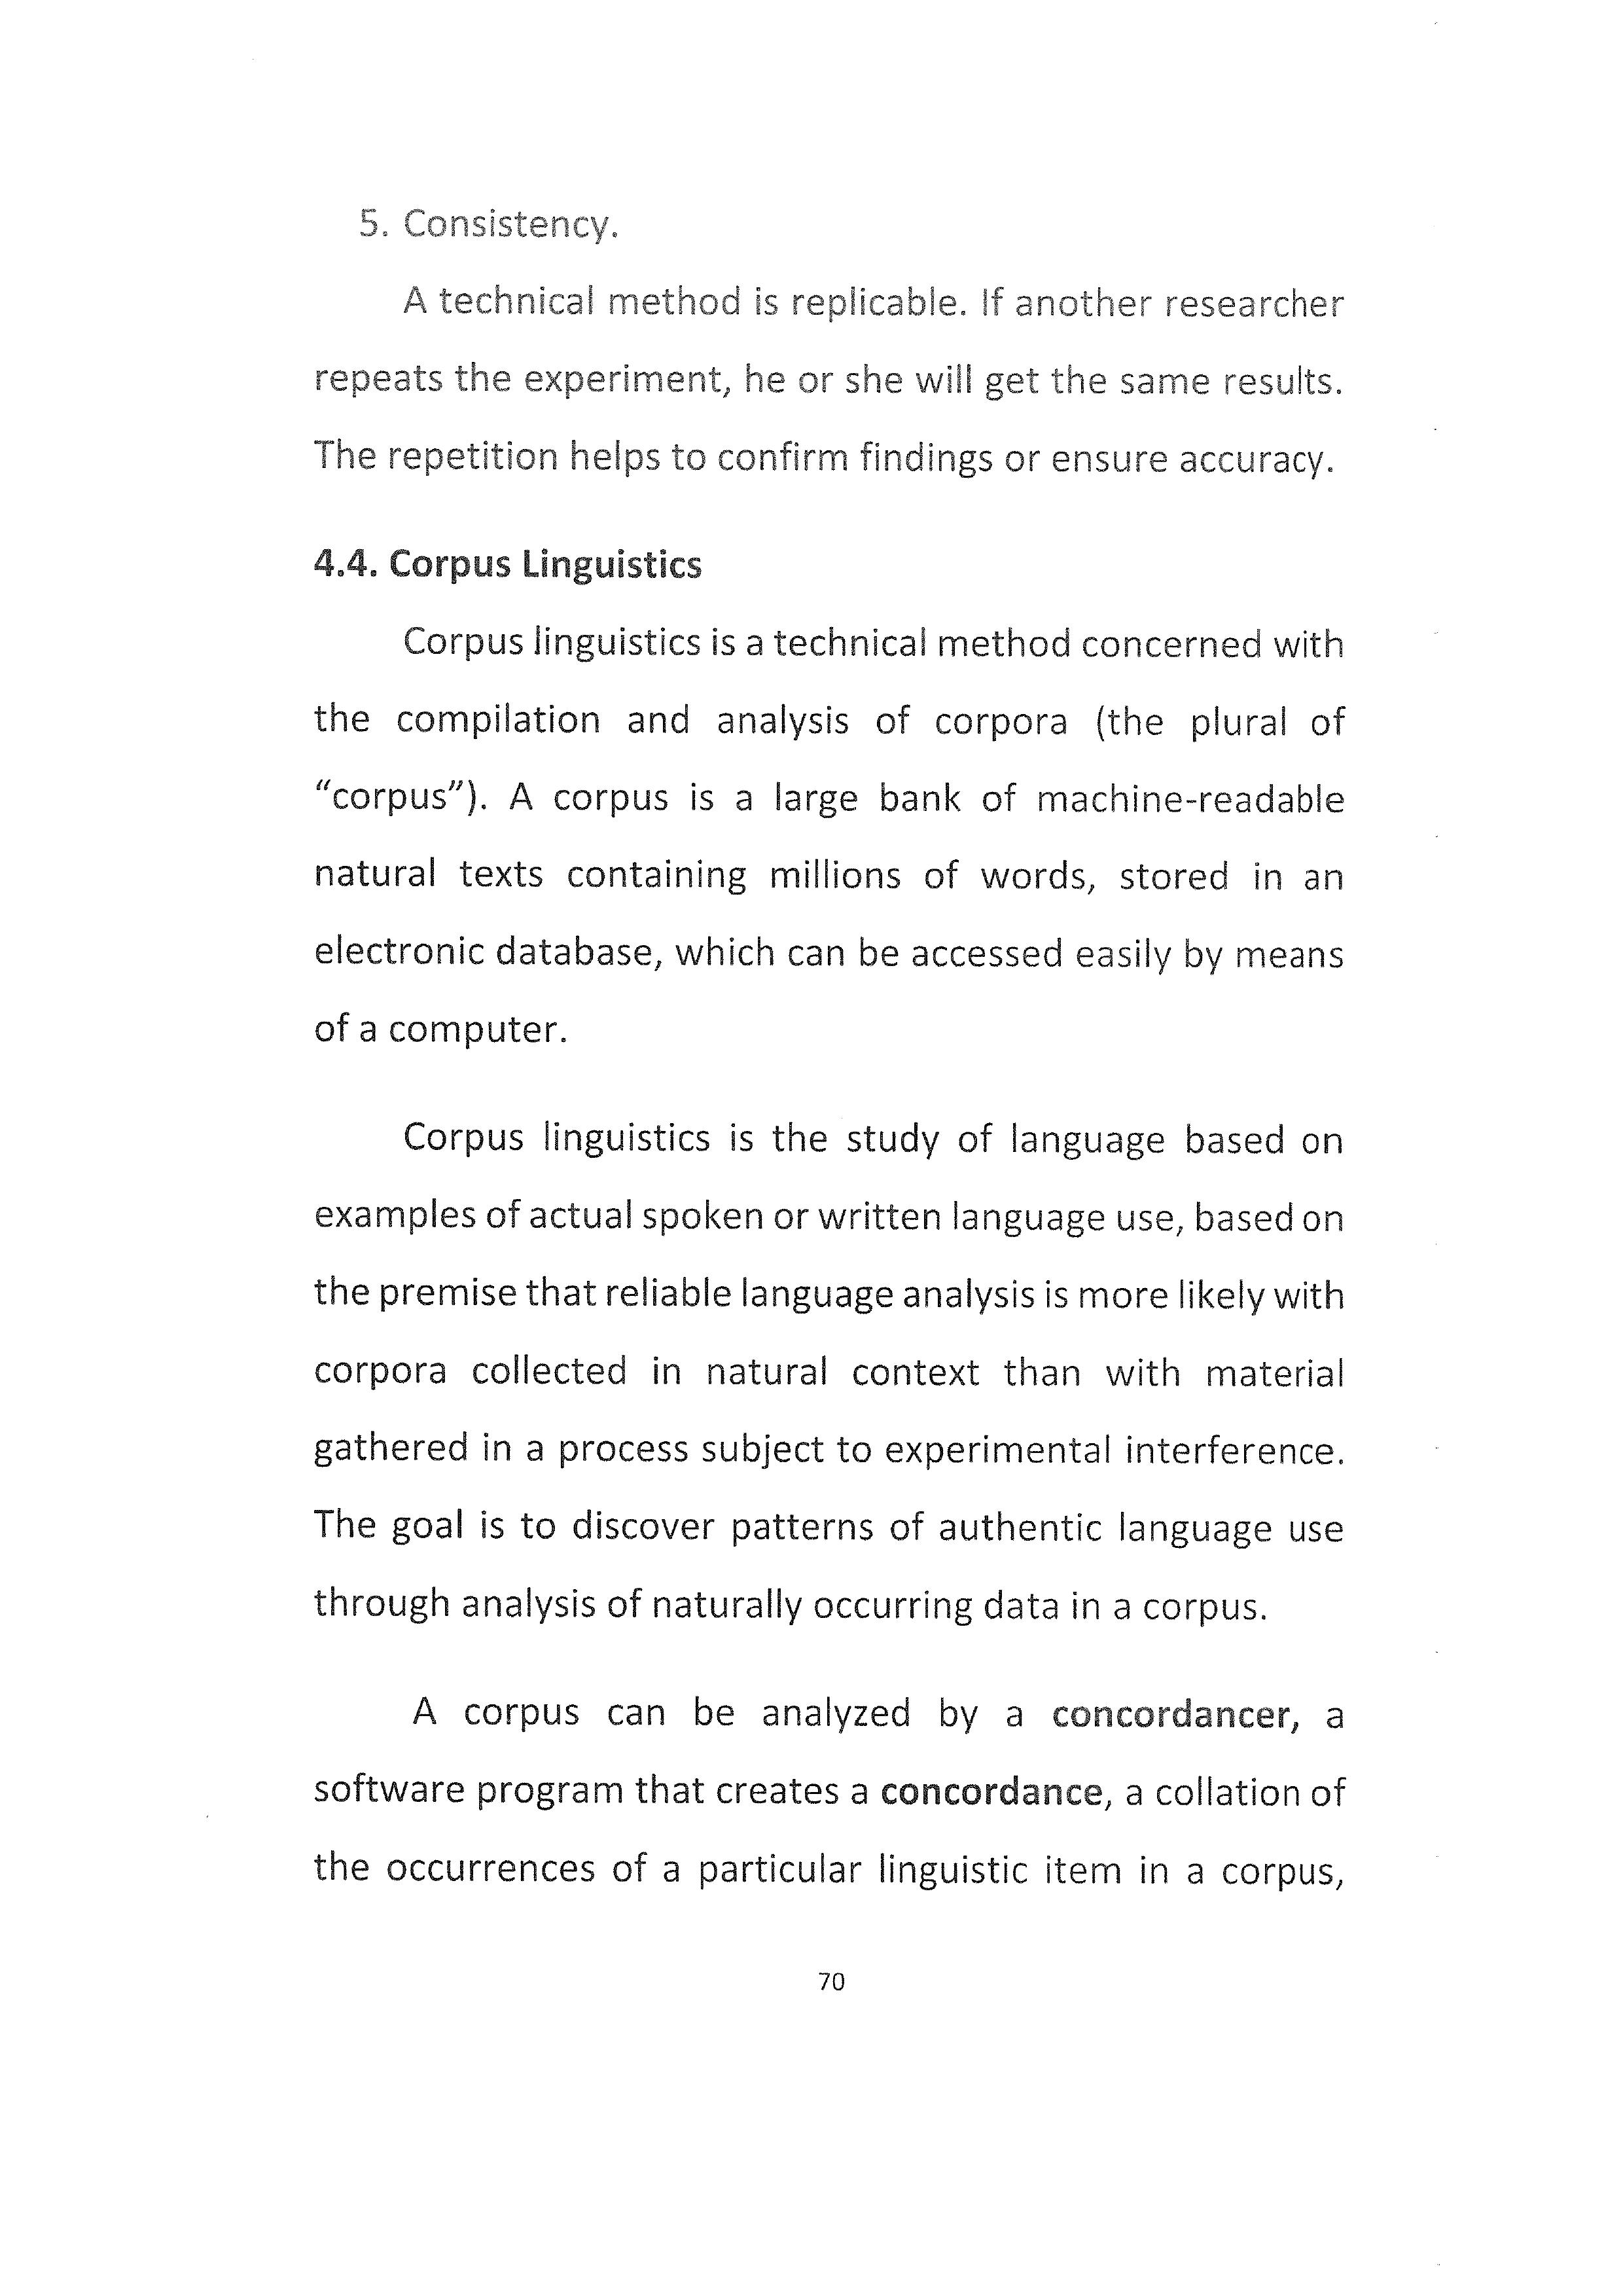 5. Consistency.
A technical method is replicable. If another researcher
repeats the experiment, he or she will get the same results.
The repetition helps to confirm findings or ensure accuracy.
4.4. Corpus Linguistics
Corpus linguistics is a technical method concerned with
the compilation and analysis of corpora (the plural of
“corpus”). A corpus is a large bank of machine-readable
natural texts containing millions of words, stored in an
electronic database, which can be accessed easily by means
of a computer.
Corpus linguistics is the study of language based on
examples of actual spoken or written language use, based on
the premise that reliable language analysis is more likely with
corpora collected in natural context than with material
gathered in a process subject to experimental interference.
The goal is to discover patterns of authentic language use
through analysis of naturally occurring data in a corpus.
A corpus can be analyzed by a concordancer, a
software program that creates a concordance, a collation of
the occurrences of a particular linguistic item in a corpus,
70